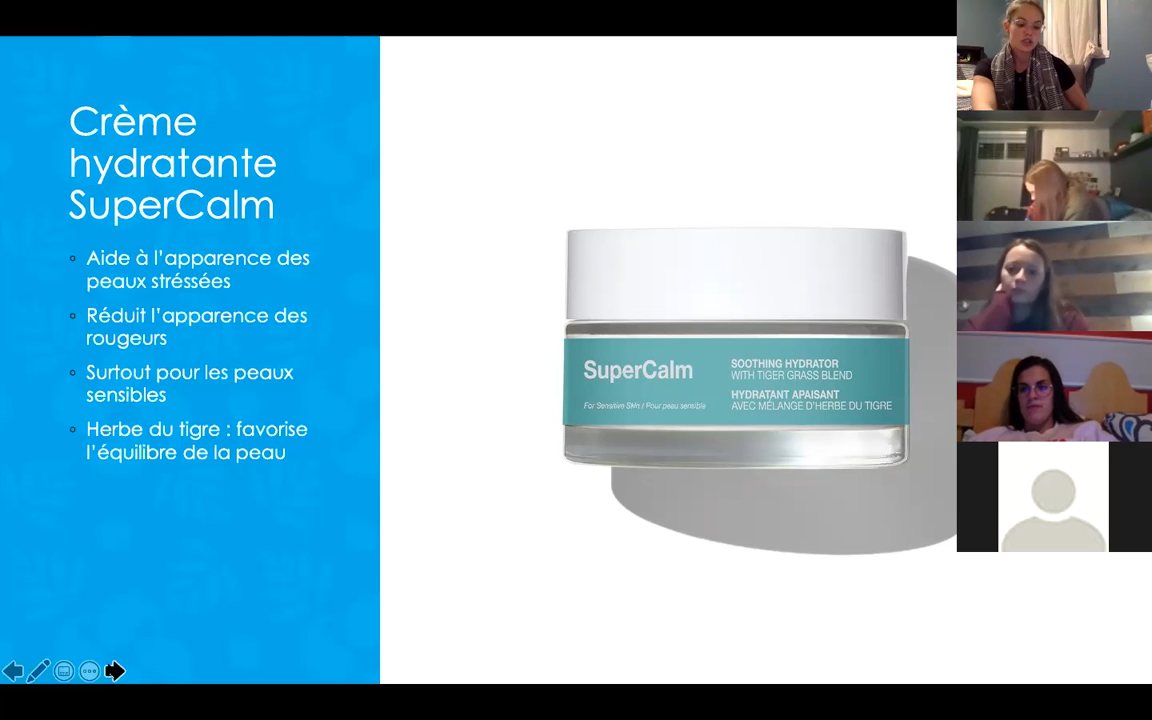 Crème
hydratante
SuperCalm
Aide à l'apparence des
peaux stréssées
Réduit l'apparence des
rougeurs
Surtout pour les peaux
sensibles
Herbe du tigre : favorise
l'équilibre de la peau
SuperCalm
For Sensitive Skin / Pour peau sensible
SOOTHING HYDRATOR
WITH TIGER GRASS BLEND
HYDRATANT APAISANT
AVEC MÉLANGE D'HERBE DU TIGRE